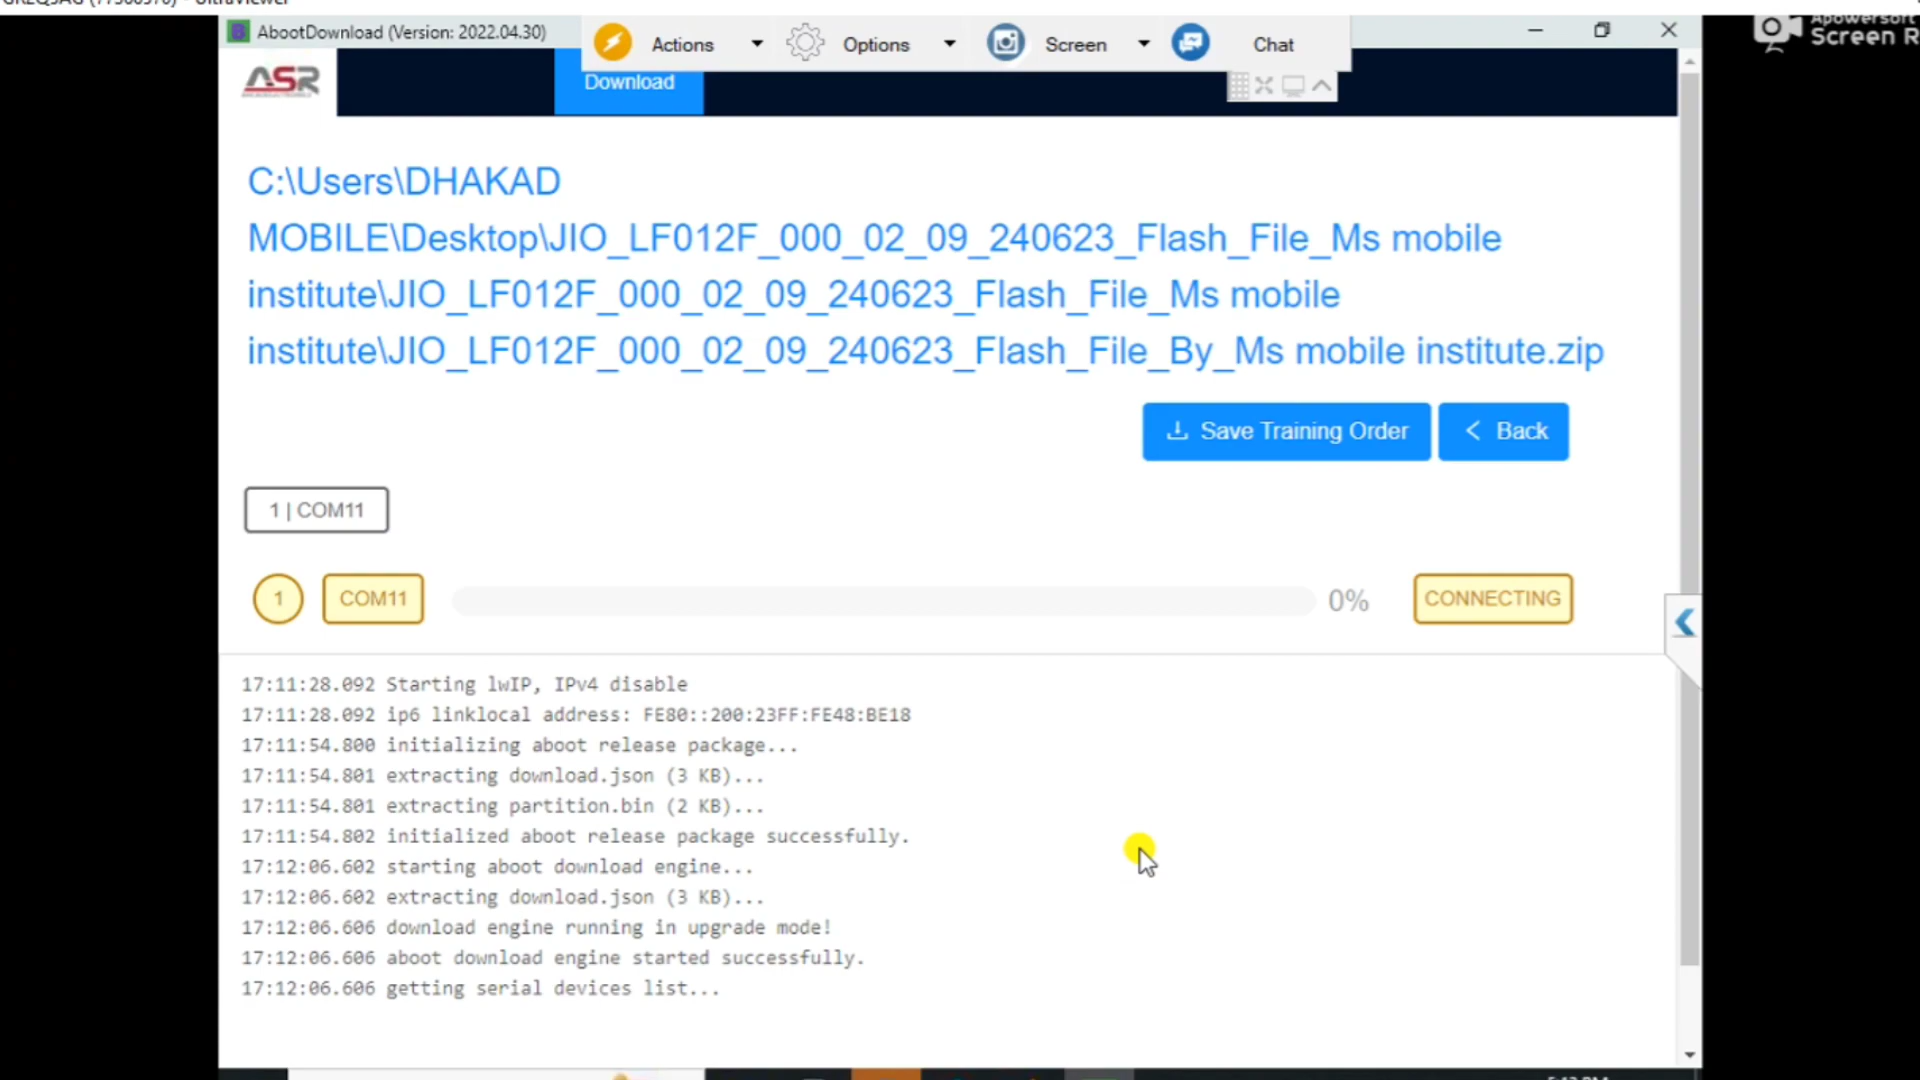 UltraViewer
AbootDownload (Version: 2022.04.30)
Actions
Options
Screen
Chat
Apowersoft
Screen R
ASR
Download
C:\Users\DHAKAD
MOBILE\Desktop\JIO_LF012F_000_02_09_240623_Flash_File_Ms mobile
institute\JIO_LF012F_000_02_09_240623_Flash_File_Ms mobile
institute\JIO_LF012F_000_02_09_240623_Flash_File_By_Ms mobile institute.zip
Save Training Order
Back
1 | COM11
1
COM11
0%
CONNECTING
17:11:28.092 Starting lwIP, IPv4 disable
17:11:28.092 ip6 linklocal address: FE80::200:23FF:FE48:BE18
17:11:54.800 initializing aboot release package...
17:11:54.801 extracting download.json (3 KB)...
17:11:54.801 extracting partition.bin (2 KB)...
17:11:54.802 initialized aboot release package successfully.
17:12:06.602 starting aboot download engine...
17:12:06.602 extracting download.json (3 KB)...
17:12:06.606 download engine running in upgrade mode!
17:12:06.606 aboot download engine started successfully.
17:12:06.606 getting serial devices list...